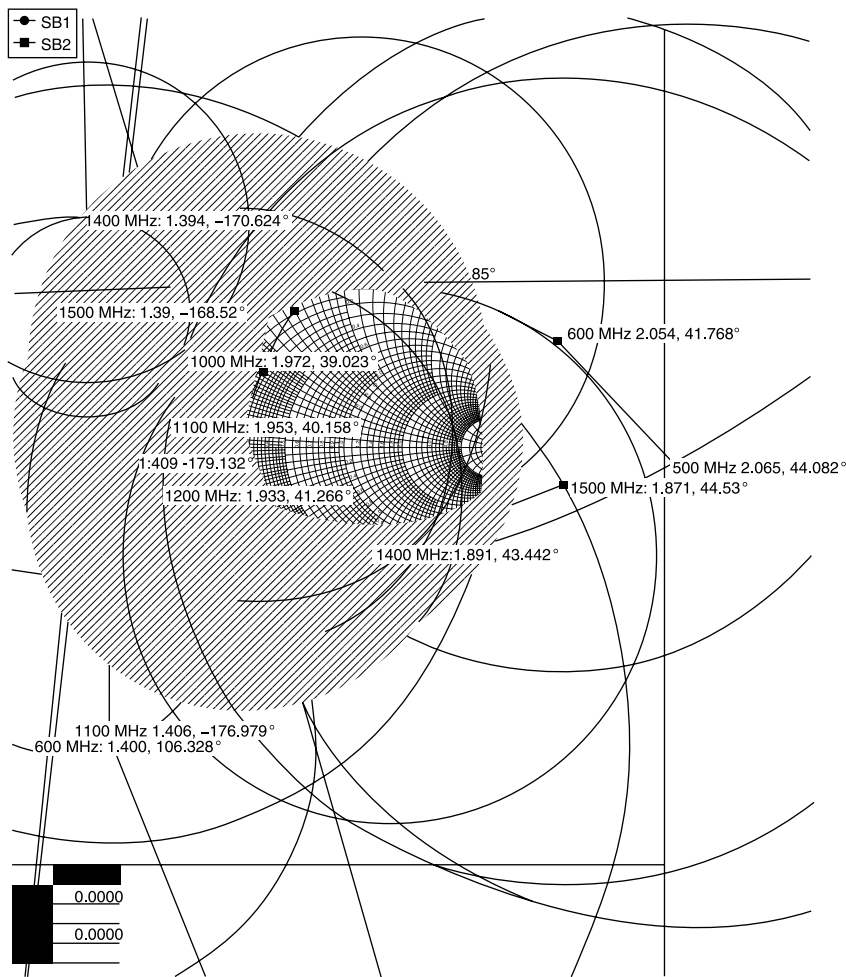 SB1
SB2
1400 MHz: 1.394, −170.624°
85°
1500 MHz: 1.39, −168.52°
600 MHz 2.054, 41.768°
1000 MHz: 1.972, 39.023°
1100 MHz: 1.953, 40.158°
1:409 -179.132°
500 MHz 2.065, 44.082°
1200 MHz: 1.933, 41.266°
1500 MHz: 1.871, 44.53°
1400 MHz:1.891, 43.442°
1100 MHz 1.406, −176.979°
600 MHz: 1.400, 106.328°
0.0000
0.0000